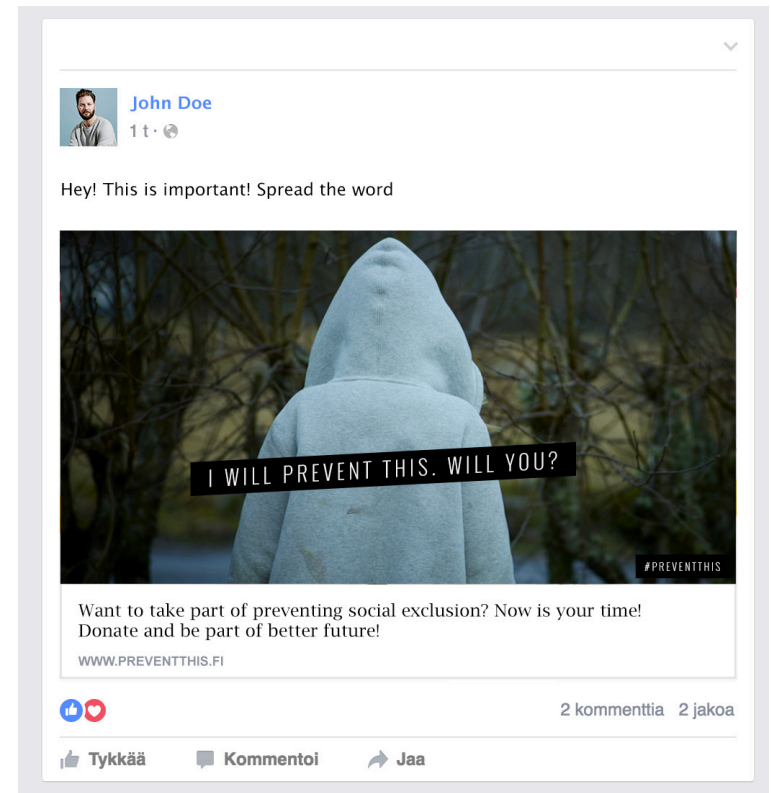 John Doe
1 t ·
Hey! This is important! Spread the word
I WILL PREVENT THIS. WILL YOU?
#PREVENTTHIS
Want to take part of preventing social exclusion? Now is your time!
Donate and be part of better future!
WWW.PREVENTTHIS.FI
2 kommenttia 2 jakoa
Tykkää Kommentoi Jaa